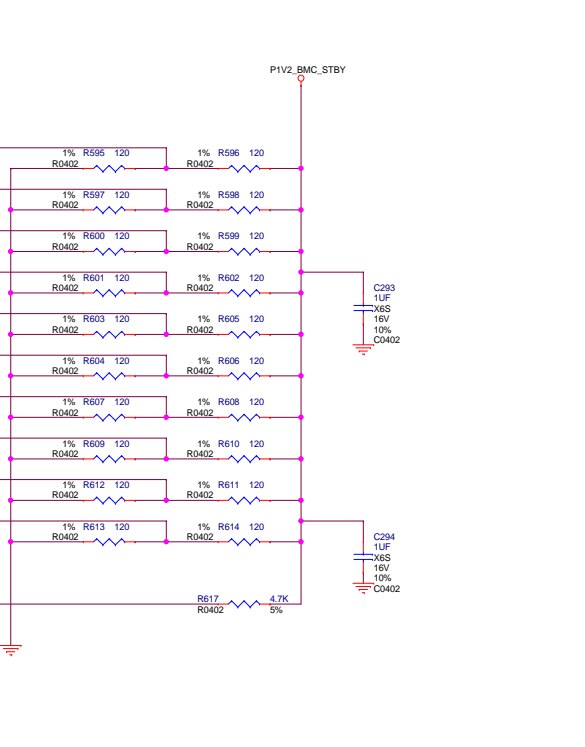 P1V2_BMC_STBY
1% R595 120
R0402
1% R596 120
R0402
1% R597 120
R0402
1% R598 120
R0402
1% R600 120
R0402
1% R599 120
R0402
1% R601 120
R0402
1% R602 120
R0402
C293
1UF
X6S
16V
10%
C0402
1% R603 120
R0402
1% R605 120
R0402
1% R604 120
R0402
1% R606 120
R0402
1% R607 120
R0402
1% R608 120
R0402
1% R609 120
R0402
1% R610 120
R0402
1% R612 120
R0402
1% R611 120
R0402
1% R613 120
R0402
1% R614 120
R0402
C294
1UF
X6S
16V
10%
C0402
R617 4.7K
R0402 5%